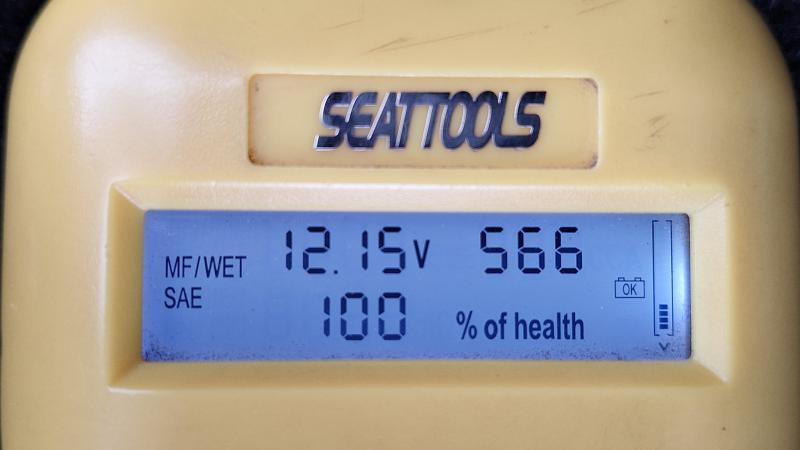 SEATTOOLS
MF/WET 12.15V 566
SAE 100 % of health
OK
V